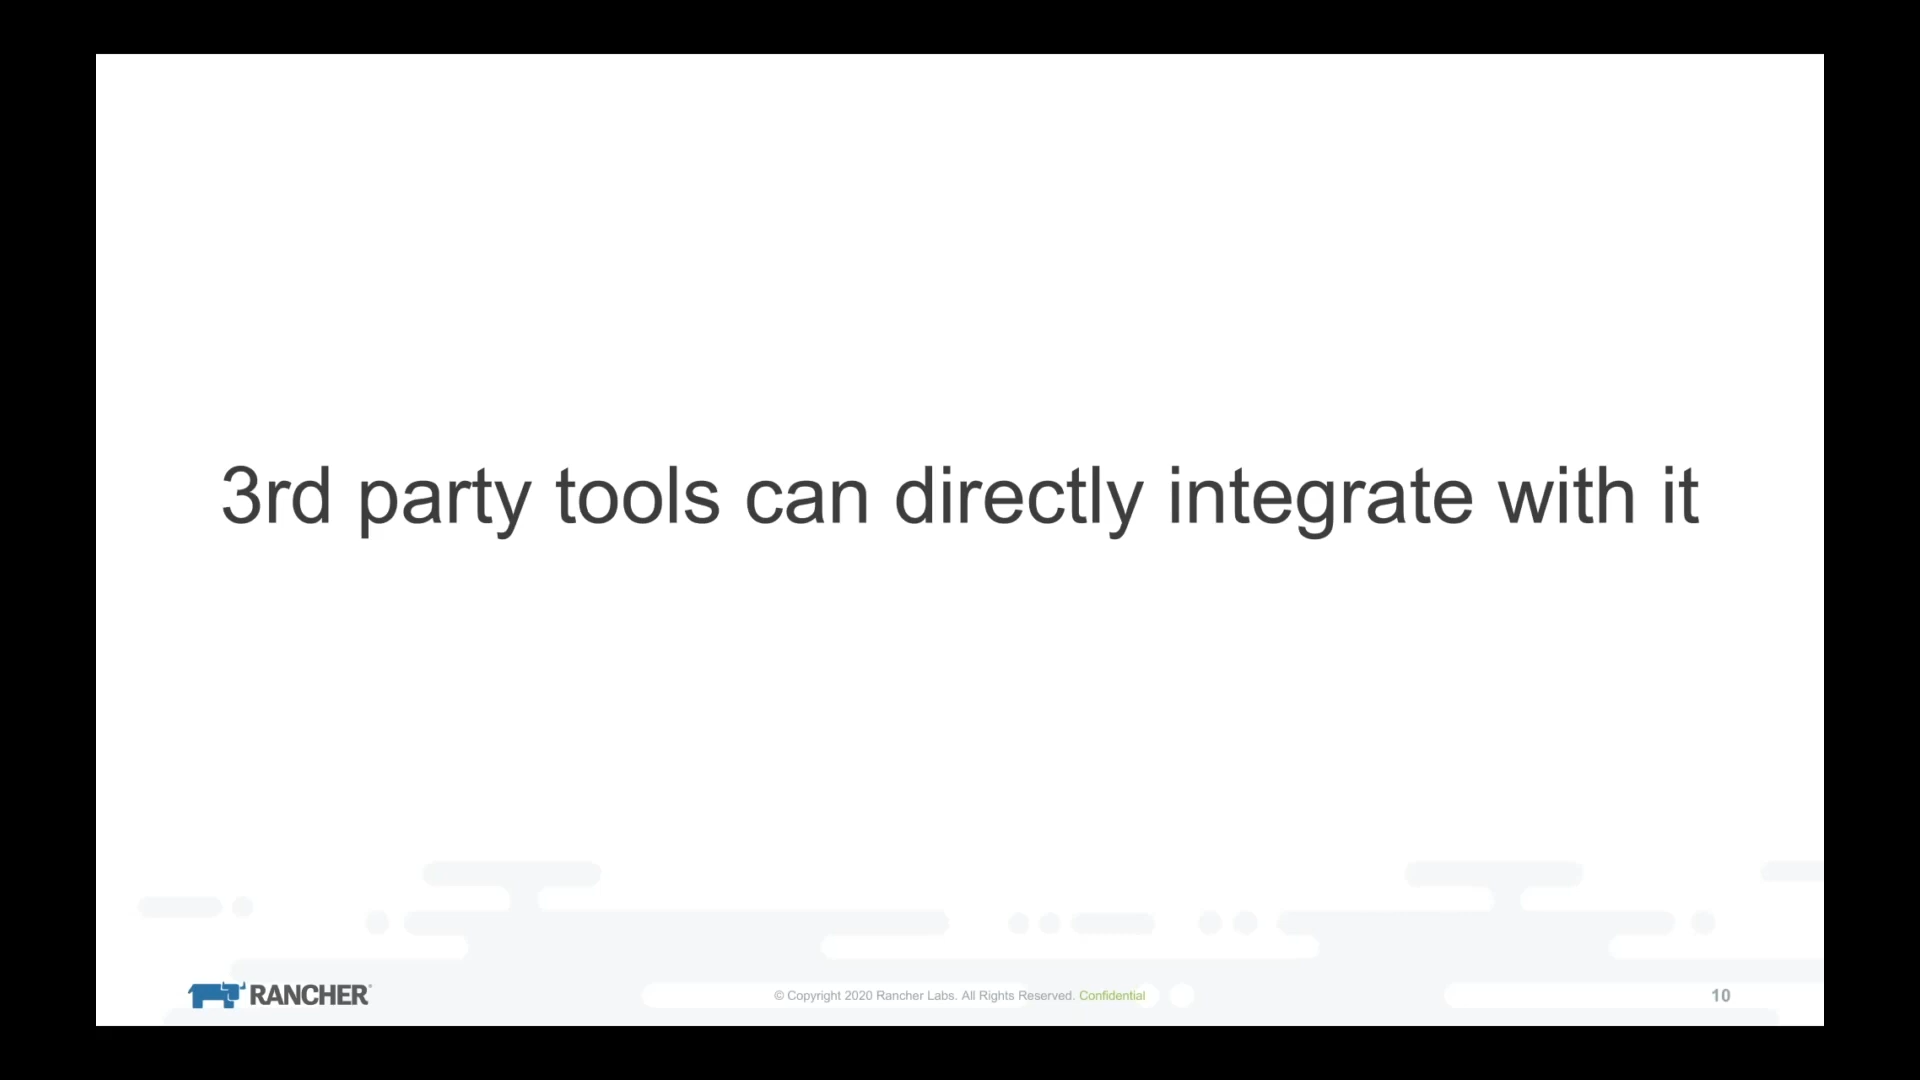 3rd party tools can directly integrate with it
RANCHER®
© Copyright 2020 Rancher Labs. All Rights Reserved. Confidential
10